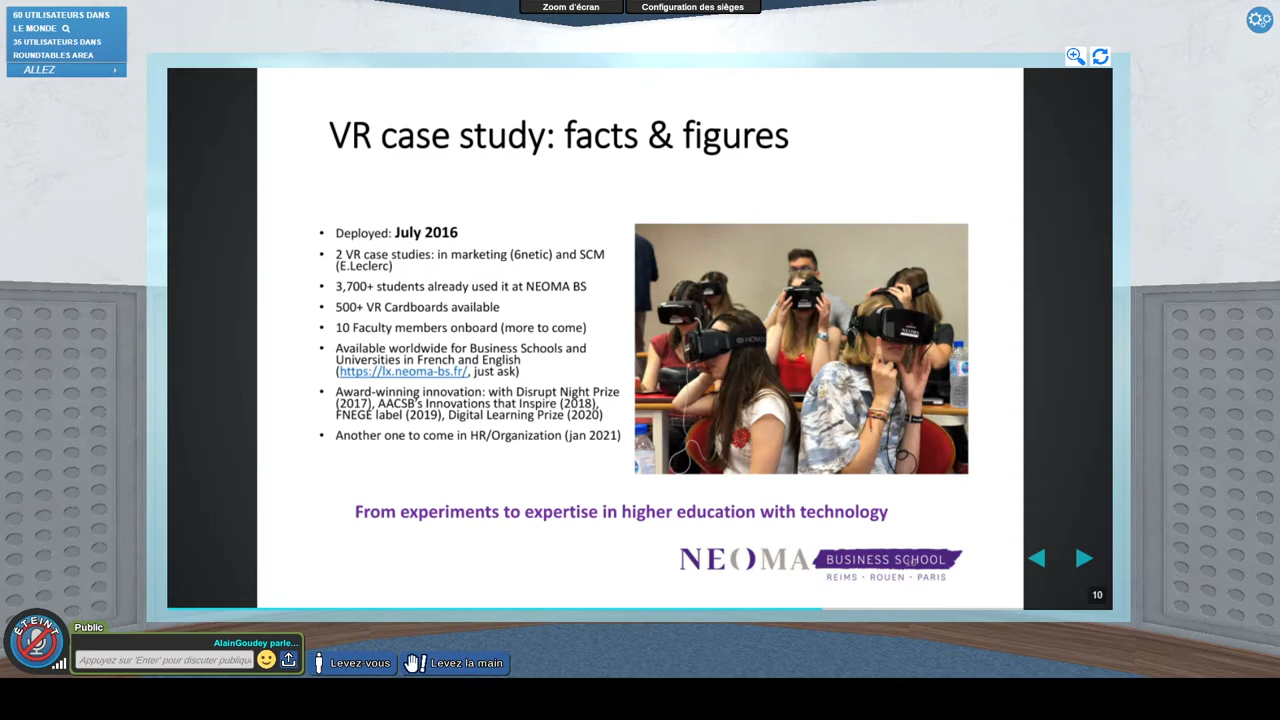 Zoom d'écran
Configuration des sièges
60 UTILISATEURS DANS
LE MONDE
35 UTILISATEURS DANS
ROUNDTABLES AREA
ALLEZ
VR case study: facts & figures
• Deployed: July 2016
• 2 VR case studies: in marketing (6netic) and SCM
(E.Leclerc)
• 3,700+ students already used it at NEOMA BS
• 500+ VR Cardboards available
• 10 Faculty members onboard (more to come)
• Available worldwide for Business Schools and
Universities in French and English
(https://lx.neoma-bs.fr/, just ask)
• Award-winning innovation: with Disrupt Night Prize
(2017), AACSB's Innovations that Inspire (2018),
FNEGE label (2019), Digital Learning Prize (2020)
• Another one to come in HR/Organization (jan 2021)
From experiments to expertise in higher education with technology
NEOMA BUSINESS SCHOOL
REIMS • ROUEN • PARIS
10
ÉTEINT
Public
AlainGoudey parle...
Appuyez sur 'Enter' pour discuter publiqu
Levez-vous
Levez la main